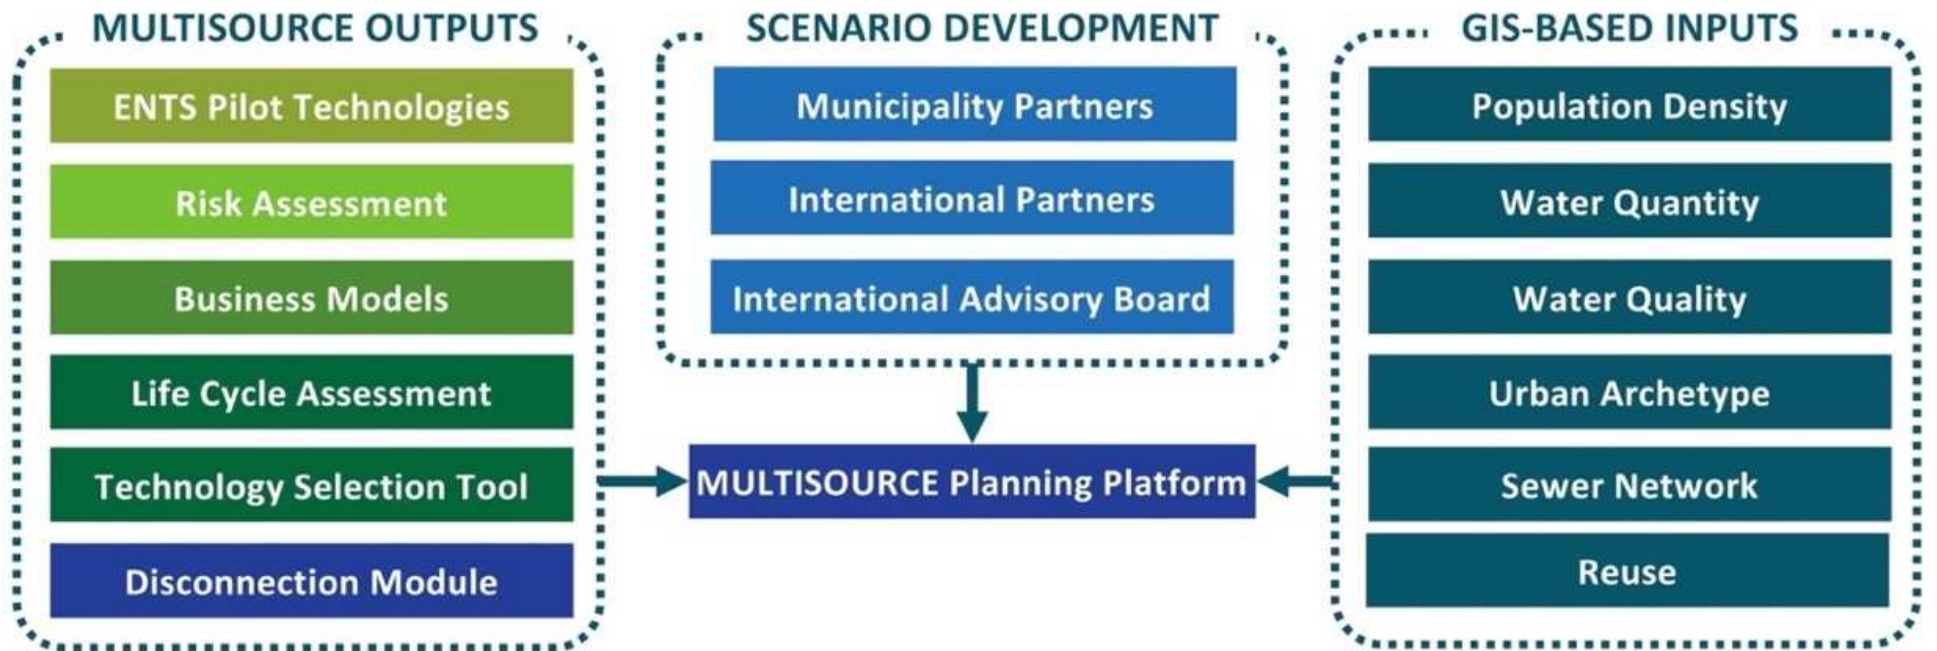 MULTISOURCE OUTPUTS
ENTS Pilot Technologies
Risk Assessment
Business Models
Life Cycle Assessment
Technology Selection Tool
Disconnection Module
SCENARIO DEVELOPMENT
Municipality Partners
International Partners
International Advisory Board
MULTISOURCE Planning Platform
GIS-BASED INPUTS
Population Density
Water Quantity
Water Quality
Urban Archetype
Sewer Network
Reuse